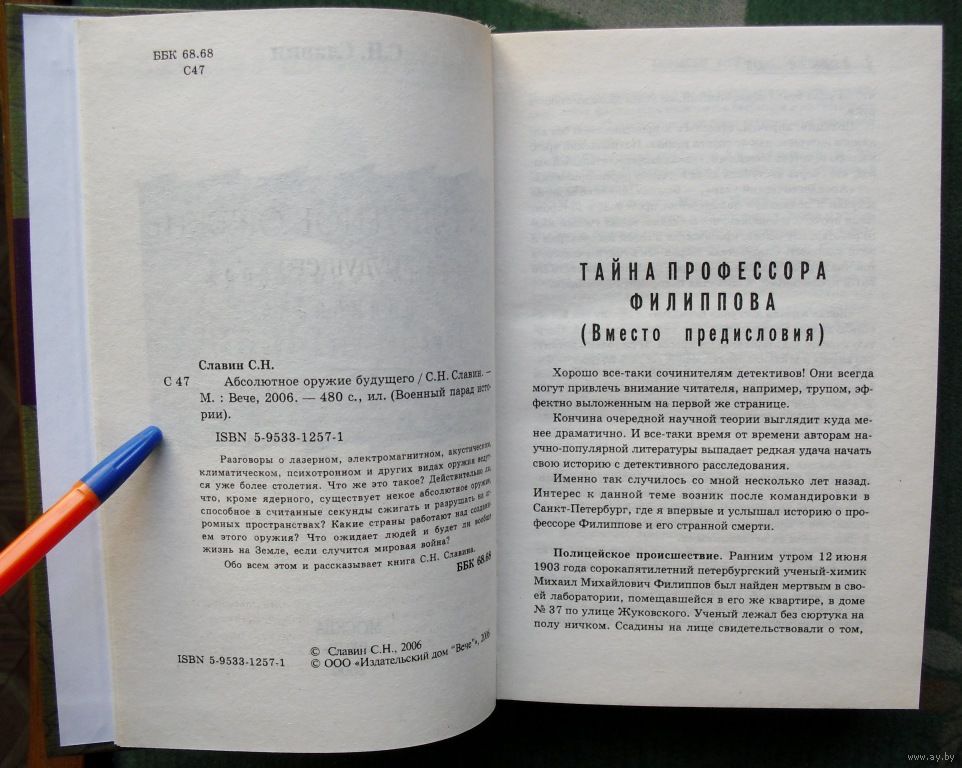 ББК 68.68
С47
Славин С.Н.
С 47 Абсолютное оружие будущего / С.Н. Славин. —
М. : Вече, 2006. — 480 с., ил. (Военный парад исто-
рии).
ISBN 5-9533-1257-1
Разговоры о лазерном, электромагнитном, акустическом,
климатическом, психотронном и других видах оружия ведут-
ся уже более столетия. Что же это такое? Действительно ли,
что, кроме ядерного, существует некое абсолютное оружие,
способное в считанные секунды сжигать и разрушать на ог-
ромных пространствах? Какие страны работают над создани-
ем этого оружия? Что ожидает людей и будет ли вообще
жизнь на Земле, если случится мировая война?
Обо всем этом и рассказывает книга С.Н. Славина.
ББК 68.68
© Славин С.Н., 2006
ISBN 5-9533-1257-1 © ООО «Издательский дом "Вече"», 2006
ТАЙНА ПРОФЕССОРА
ФИЛИППОВА
(Вместо предисловия)
Хорошо все-таки сочинителям детективов! Они всегда
могут привлечь внимание читателя, например, трупом, эф-
фектно выложенным на первой же странице.
Кончина очередной научной теории выглядит куда ме-
нее драматично. И все-таки время от времени авторам на-
учно-популярной литературы выпадает редкая удача начать
свою историю с детективного расследования.
Именно так случилось со мной несколько лет назад.
Интерес к данной теме возник после командировки в
Санкт-Петербург, где я впервые и услышал историю о про-
фессоре Филиппове и его странной смерти.
Полицейское происшествие. Ранним утром 12 июня
1903 года сорокапятилетний петербургский ученый-химик
Михаил Михайлович Филиппов был найден мертвым в сво-
ей лаборатории, помещавшейся в его же квартире, в доме
№ 37 по улице Жуковского. Ученый лежал без сюртука на
полу ничком. Ссадины на лице свидетельствовали о том,
www.ay.by